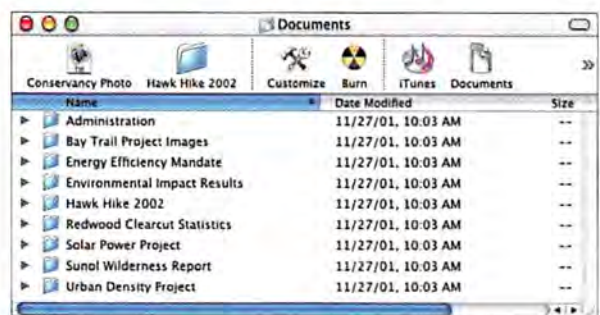 Documents
Conservancy Photo Hawk Hike 2002 Customize Burn iTunes Documents »
Name Date Modified Size
Administration 11/27/01, 10:03 AM --
Bay Trail Project Images 11/27/01, 10:03 AM --
Energy Efficiency Mandate 11/27/01, 10:03 AM --
Environmental Impact Results 11/27/01, 10:03 AM --
Hawk Hike 2002 11/27/01, 10:03 AM --
Redwood Clearcut Statistics 11/27/01, 10:03 AM --
Solar Power Project 11/27/01, 10:03 AM --
Sunol Wilderness Report 11/27/01, 10:03 AM --
Urban Density Project 11/27/01, 10:03 AM --